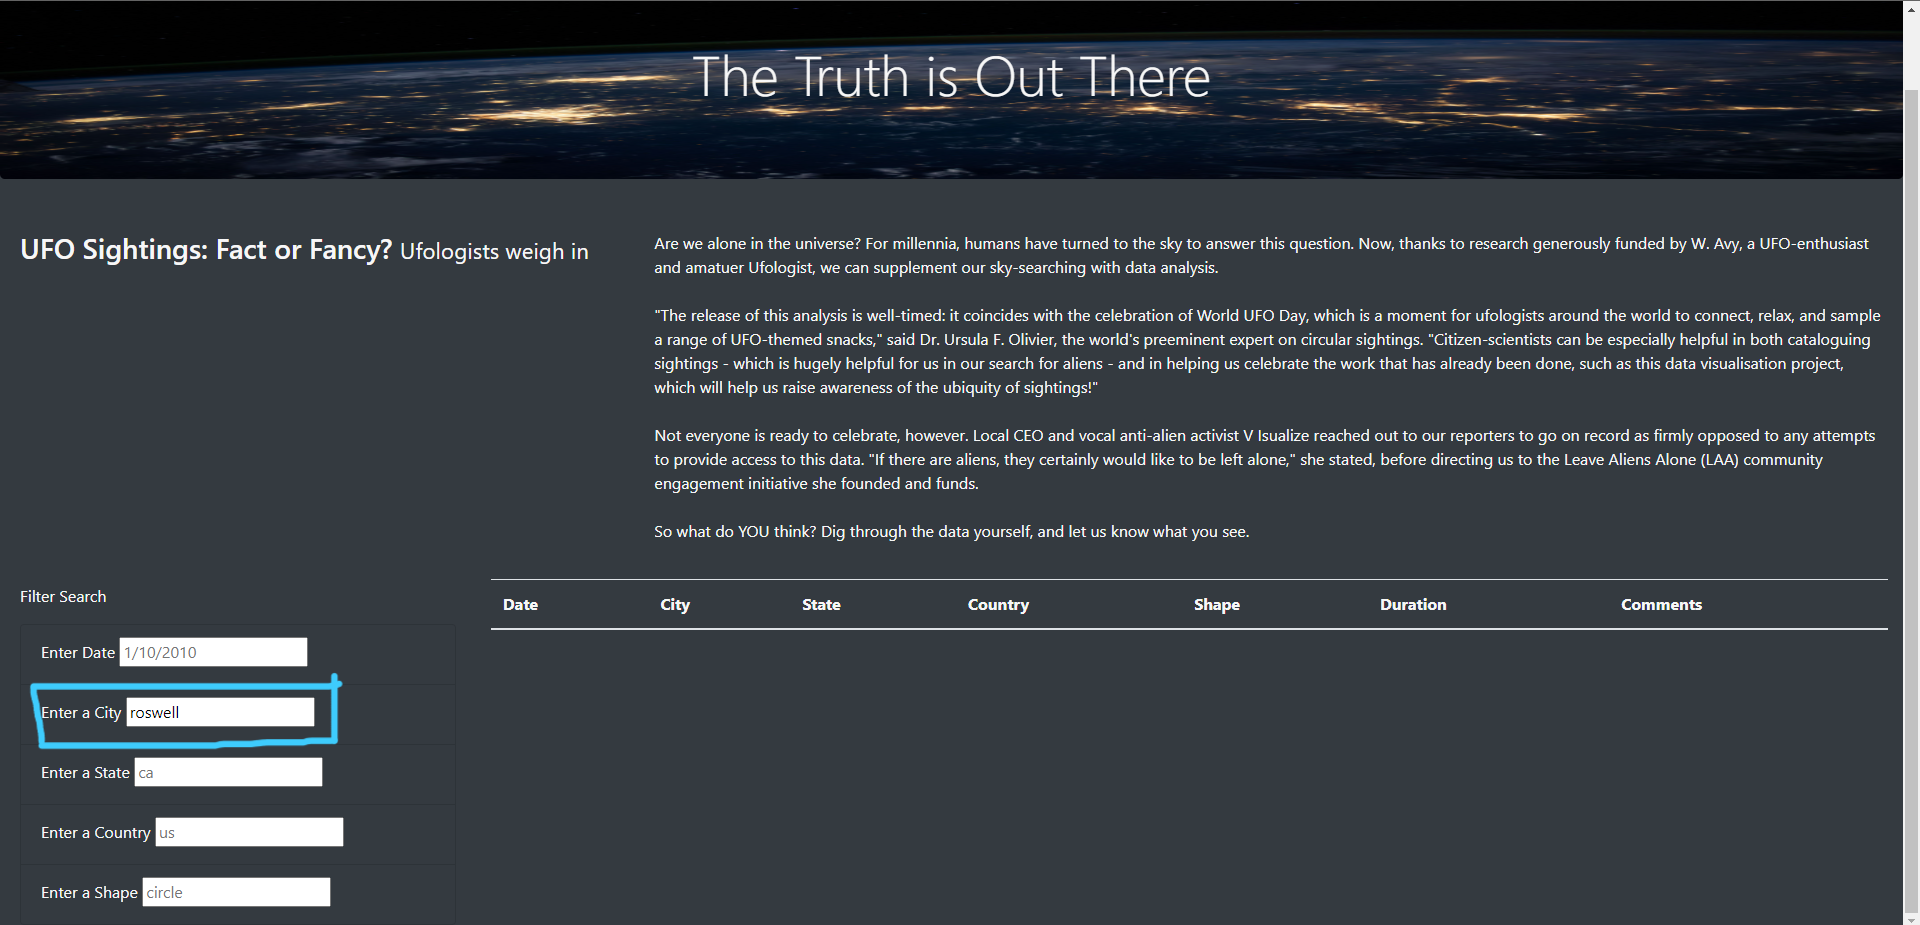 The Truth is Out There
UFO Sightings: Fact or Fancy? Ufologists weigh in
Are we alone in the universe? For millennia, humans have turned to the sky to answer this question. Now, thanks to research generously funded by W. Avy, a UFO-enthusiast
and amatuer Ufologist, we can supplement our sky-searching with data analysis.
"The release of this analysis is well-timed: it coincides with the celebration of World UFO Day, which is a moment for ufologists around the world to connect, relax, and sample
a range of UFO-themed snacks," said Dr. Ursula F. Olivier, the world's preeminent expert on circular sightings. "Citizen-scientists can be especially helpful in both cataloguing
sightings - which is hugely helpful for us in our search for aliens - and in helping us celebrate the work that has already been done, such as this data visualisation project,
which will help us raise awareness of the ubiquity of sightings!"
Not everyone is ready to celebrate, however. Local CEO and vocal anti-alien activist V Isualize reached out to our reporters to go on record as firmly opposed to any attempts
to provide access to this data. "If there are aliens, they certainly would like to be left alone," she stated, before directing us to the Leave Aliens Alone (LAA) community
engagement initiative she founded and funds.
So what do YOU think? Dig through the data yourself, and let us know what you see.
Filter Search
Enter Date 1/10/2010
Enter a City roswell
Enter a State ca
Enter a Country us
Enter a Shape circle
Date City State Country Shape Duration Comments